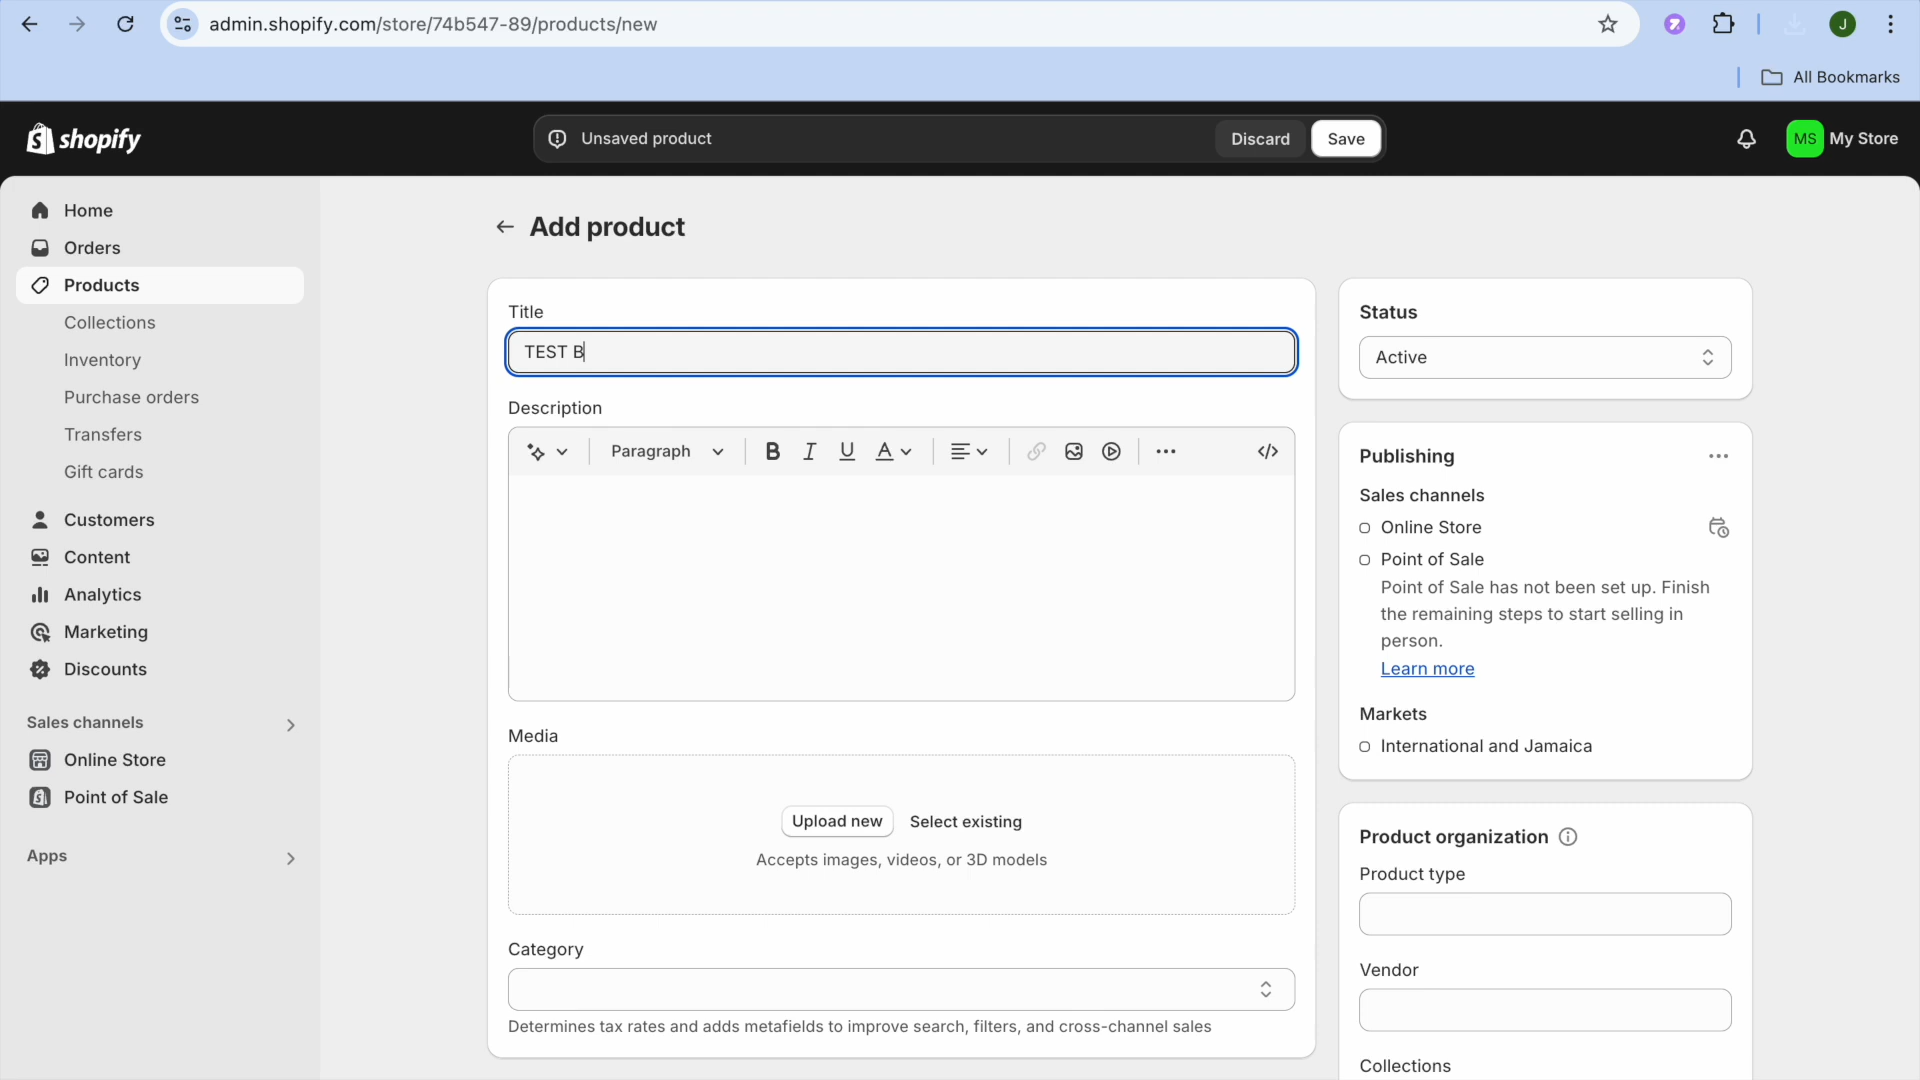 admin.shopify.com/store/74b547-89/products/new
J
All Bookmarks
shopify
Unsaved product
Discard
Save
MS
My Store
Home
Orders
Products
Collections
Inventory
Purchase orders
Transfers
Gift cards
Customers
Content
Analytics
Marketing
Discounts
Sales channels
Online Store
Point of Sale
Apps
Add product
Title
TEST B
Description
Paragraph
B I U A
Media
Upload new
Select existing
Accepts images, videos, or 3D models
Category
Determines tax rates and adds metafields to improve search, filters, and cross-channel sales
Status
Active
Publishing
Sales channels
Online Store
Point of Sale
Point of Sale has not been set up. Finish
the remaining steps to start selling in
person.
Learn more
Markets
International and Jamaica
Product organization
Product type
Vendor
Collections